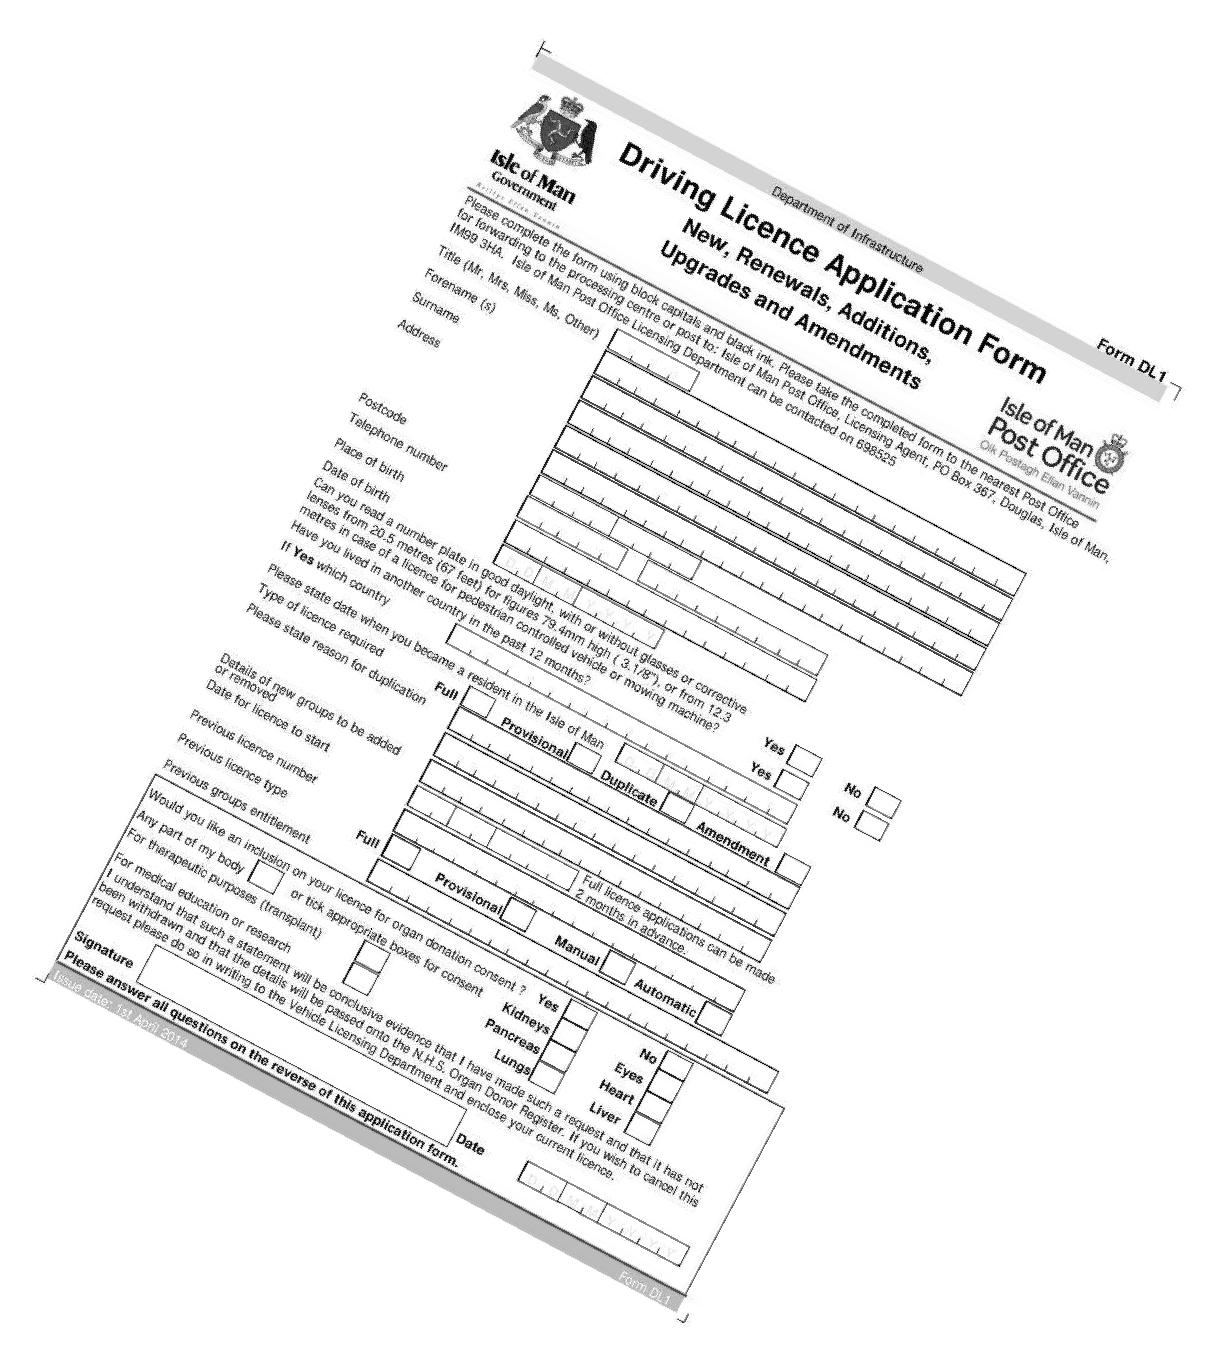 Department of Infrastructure
Form DL1
Isle of Man
Government
Reiltys Ellan Vannin
Driving Licence Application Form
New, Renewals, Additions,
Upgrades and Amendments
Isle of Man
Post Office
Oik Postagh Ellan Vannin
Please complete the form using block capitals and black ink. Please take the completed form to the nearest Post Office
for forwarding to the processing centre or post to: Isle of Man Post Office, Licensing Agent, PO Box 367, Douglas, Isle of Man,
IM99 3HA. Isle of Man Post Office Licensing Department can be contacted on 698525
Title (Mr, Mrs, Miss, Ms, Other)
Forename (s)
Surname
Address
Postcode
Telephone number
Place of birth
Date of birth D D M M Y Y Y Y
Can you read a number plate in good daylight, with or without glasses or corrective
lenses from 20.5 metres (67 feet) for figures 79.4mm high ( 3.1/8"), or from 12.3
metres in case of a licence for pedestrian controlled vehicle or mowing machine? Yes No
Have you lived in another country in the past 12 months? Yes No
If Yes which country
Please state date when you became a resident in the Isle of Man D D M M Y Y Y Y
Type of licence required Full Provisional Duplicate Amendment
Please state reason for duplication
Details of new groups to be added
or removed
Date for licence to start Full licence applications can be made
2 months in advance.
Previous licence number
Previous licence type Full Provisional Manual Automatic
Previous groups entitlement
Would you like an inclusion on your licence for organ donation consent ? Yes No
Any part of my body or tick appropriate boxes for consent Kidneys Eyes
For therapeutic purposes (transplant) Pancreas Heart
For medical education or research Lungs Liver
I understand that such a statement will be conclusive evidence that I have made such a request and that it has not
been withdrawn and that the details will be passed onto the N.H.S. Organ Donor Register. If you wish to cancel this
request please do so in writing to the Vehicle Licensing Department and enclose your current licence.
Signature Date D D M M Y Y Y Y
Please answer all questions on the reverse of this application form.
Issue date: 1st April 2014 Form DL1